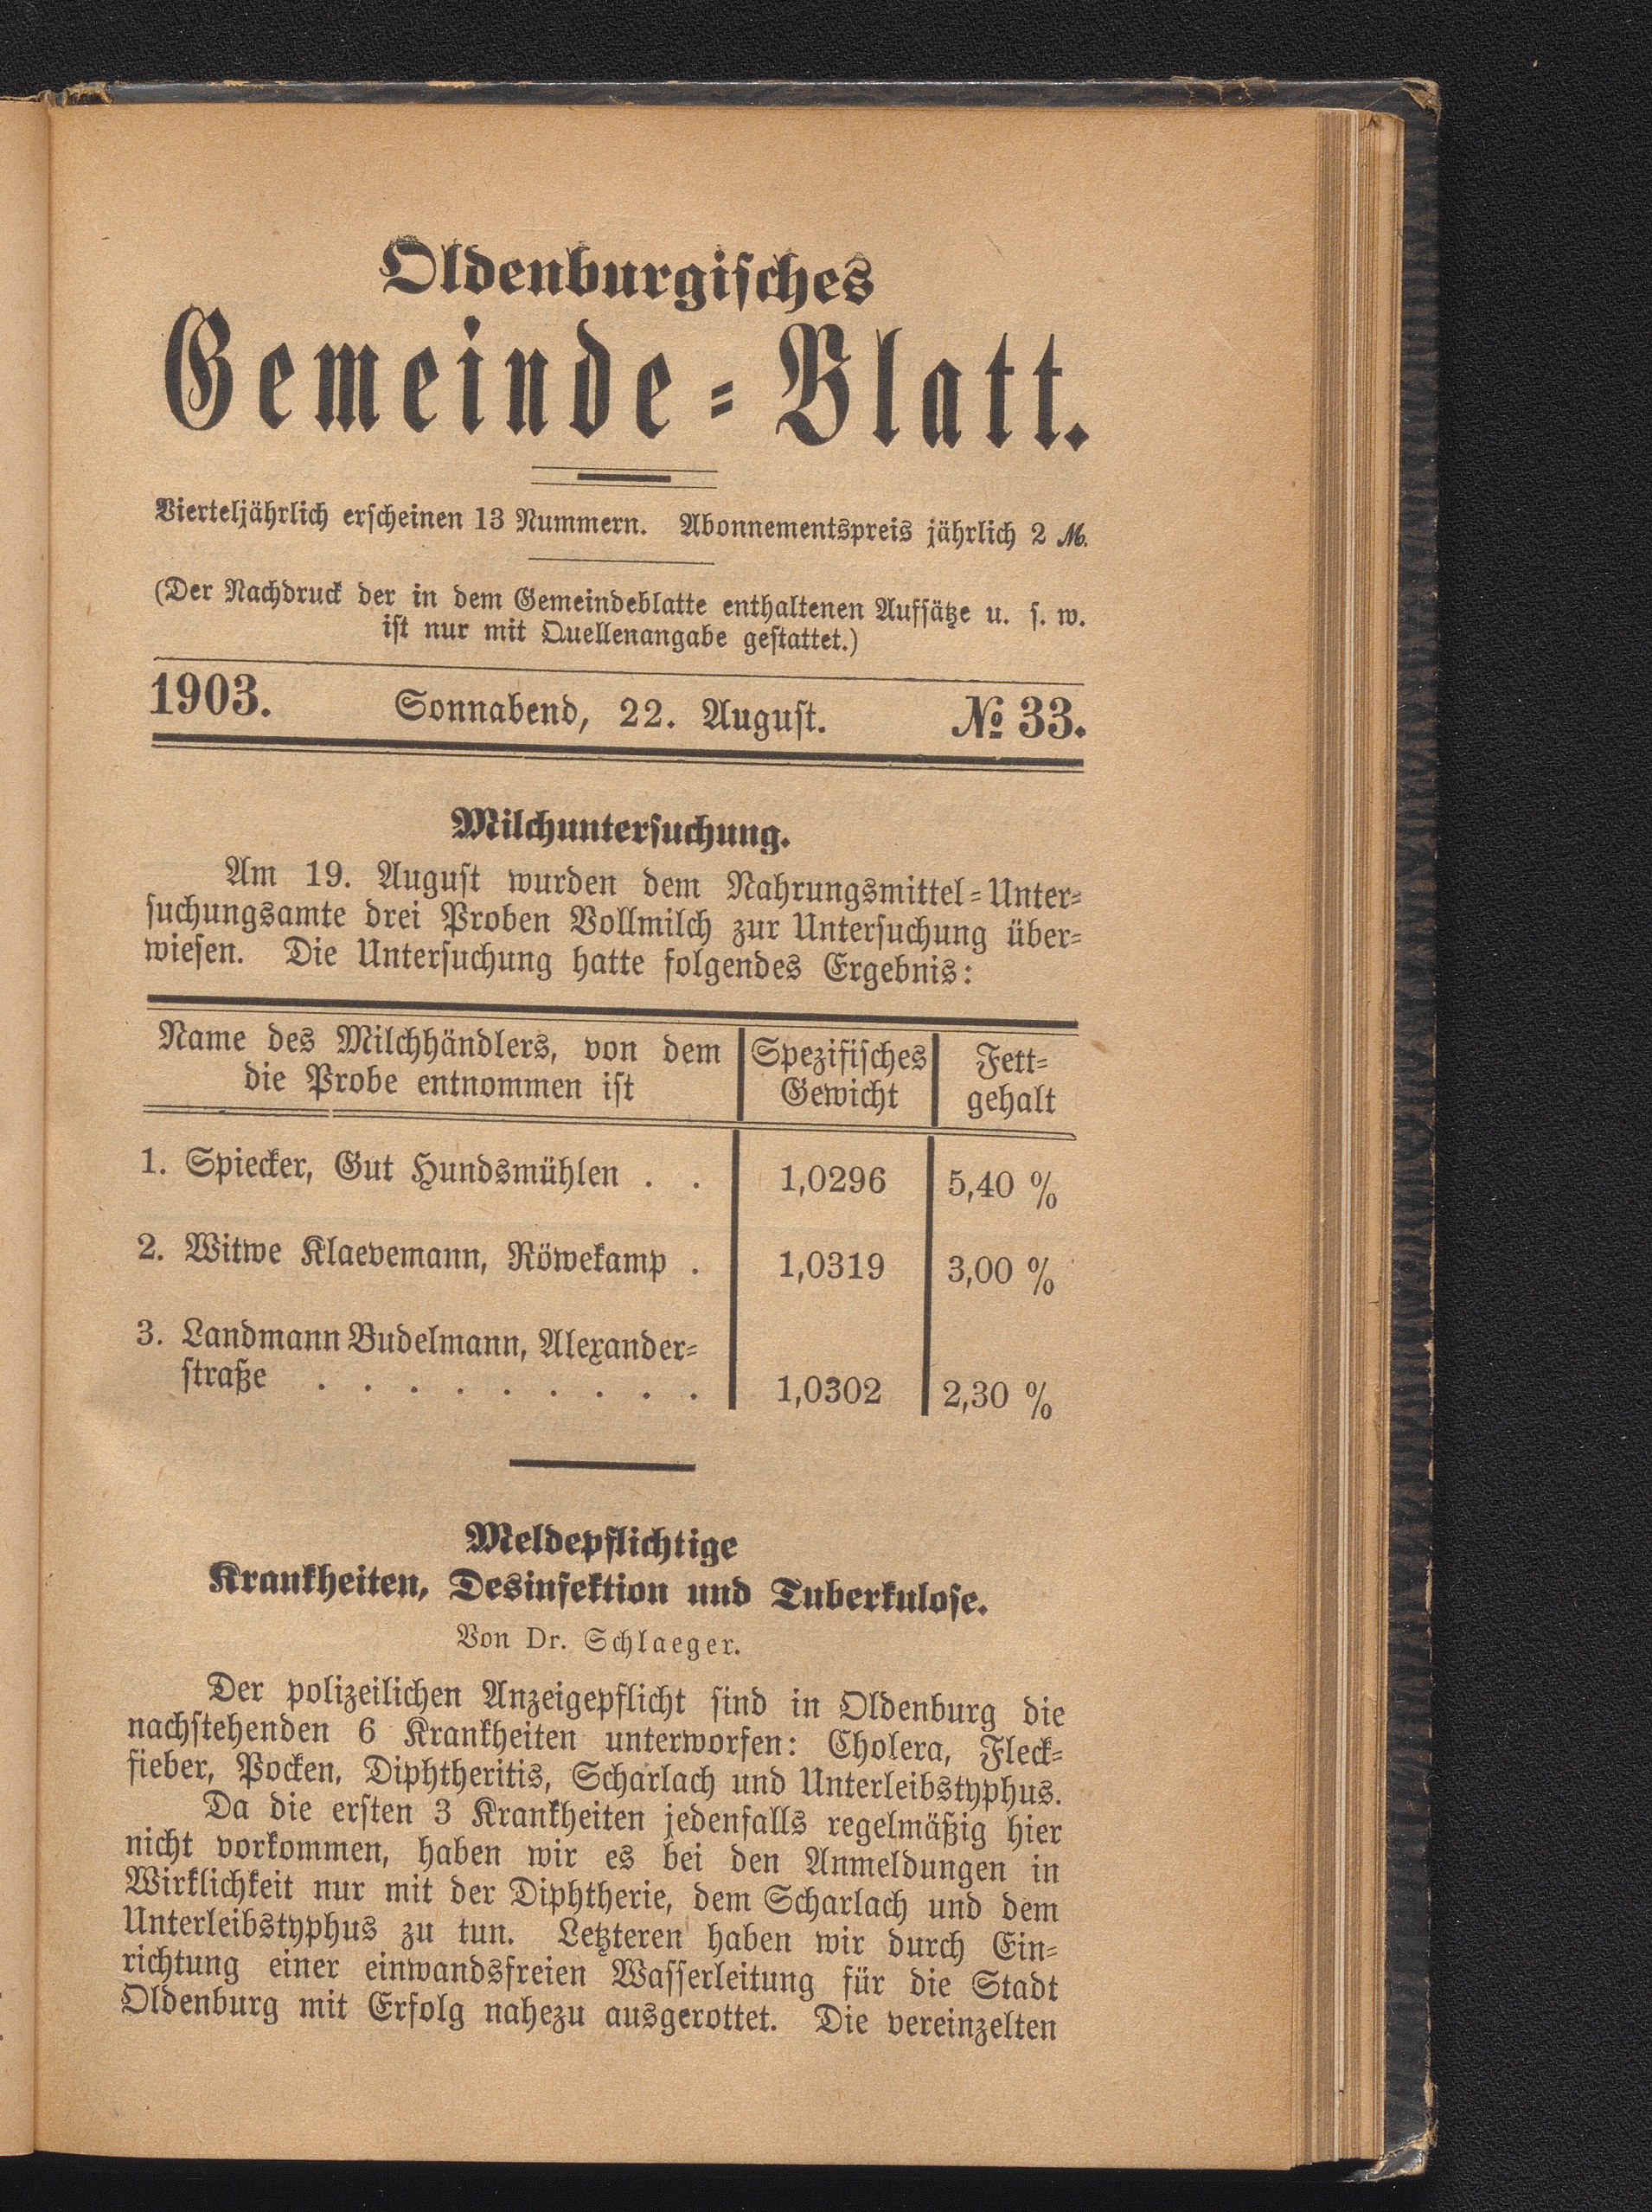 Oldenburgisches
Gemeinde-Blatt.
Vierteljährlich erscheinen 13 Nummern. Abonnementspreis jährlich 2 M.
(Der Nachdruck der in dem Gemeindeblatte enthaltenen Aufsätze u. s. w.
ist nur mit Quellenangabe gestattet.)
1903. Sonnabend, 22. August. № 33.
Milchuntersuchung.
Am 19. August wurden dem Nahrungsmittel-Unter-
suchungsamte drei Proben Vollmilch zur Untersuchung über-
wiesen. Die Untersuchung hatte folgendes Ergebnis:
Name des Milchhändlers, von dem die Probe entnommen ist | Spezifisches Gewicht | Fett-gehalt
1. Spiecker, Gut Hundsmühlen . . 1,0296 5,40 %
2. Witwe Klaevemann, Röwekamp . 1,0319 3,00 %
3. Landmann Budelmann, Alexander-
straße . . . . . . . . . 1,0302 2,30 %
Meldepflichtige
Krankheiten, Desinfektion und Tuberkulose.
Von Dr. Schlaeger.
Der polizeilichen Anzeigepflicht sind in Oldenburg die
nachstehenden 6 Krankheiten unterworfen: Cholera, Fleck-
fieber, Pocken, Diphtheritis, Scharlach und Unterleibstyphus.
Da die ersten 3 Krankheiten jedenfalls regelmäßig hier
nicht vorkommen, haben wir es bei den Anmeldungen in
Wirklichkeit nur mit der Diphtherie, dem Scharlach und dem
Unterleibstyphus zu tun. Letzteren haben wir durch Ein-
richtung einer einwandsfreien Wasserleitung für die Stadt
Oldenburg mit Erfolg nahezu ausgerottet. Die vereinzelten